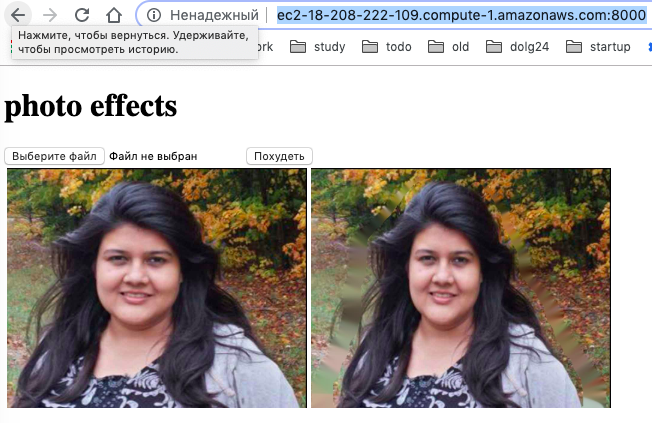 Ненадежный ec2-18-208-222-109.compute-1.amazonaws.com:8000
Нажмите, чтобы вернуться. Удерживайте,
чтобы просмотреть историю.
rk study todo old dolg24 startup
photo effects
Выберите файл Файл не выбран Похудеть